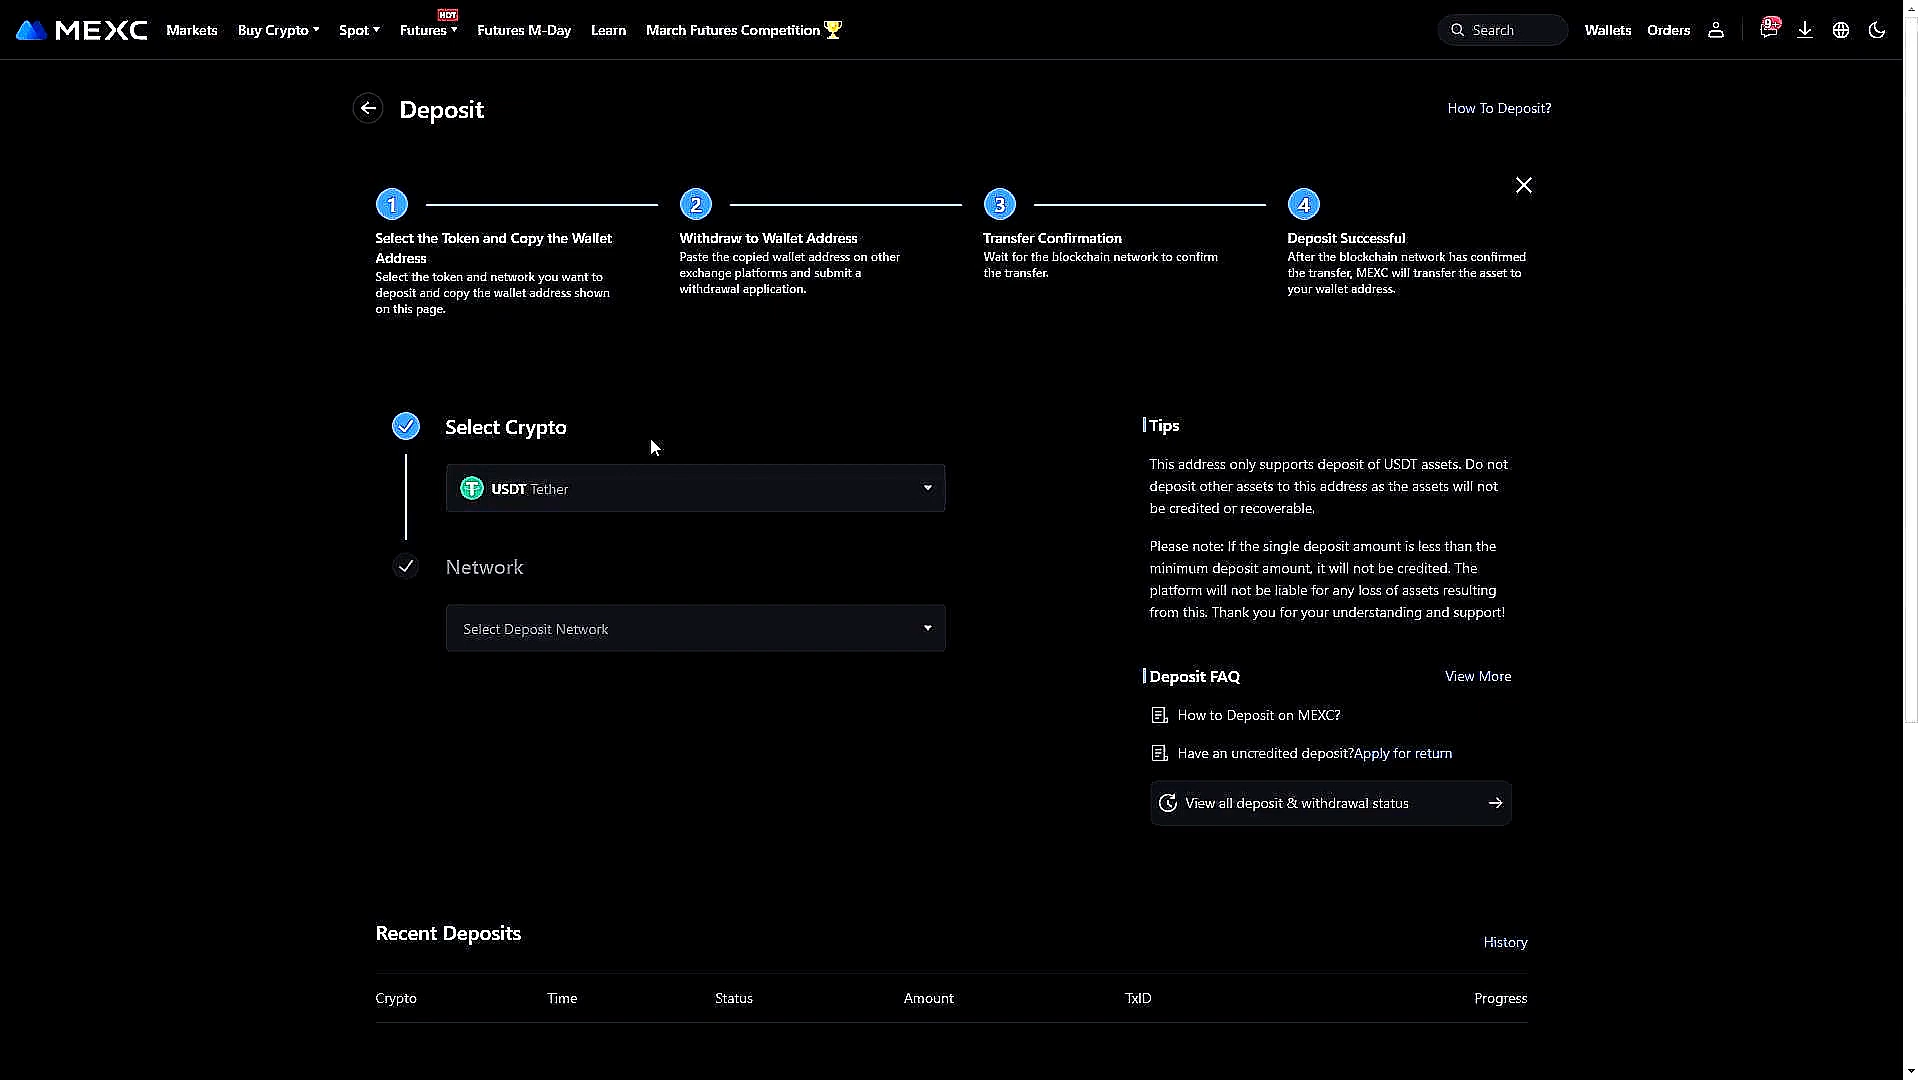 MEXC Markets Buy Crypto Spot Futures HOT Futures M-Day Learn March Futures Competition Search Wallets Orders 9+
Deposit How To Deposit?
1 2 3 4
Select the Token and Copy the Wallet
Address
Select the token and network you want to
deposit and copy the wallet address shown
on this page.
Withdraw to Wallet Address
Paste the copied wallet address on other
exchange platforms and submit a
withdrawal application.
Transfer Confirmation
Wait for the blockchain network to confirm
the transfer.
Deposit Successful
After the blockchain network has confirmed
the transfer, MEXC will transfer the asset to
your wallet address.
Select Crypto
USDT Tether
Network
Select Deposit Network
Tips
This address only supports deposit of USDT assets. Do not
deposit other assets to this address as the assets will not
be credited or recoverable.
Please note: If the single deposit amount is less than the
minimum deposit amount, it will not be credited. The
platform will not be liable for any loss of assets resulting
from this. Thank you for your understanding and support!
Deposit FAQ View More
How to Deposit on MEXC?
Have an uncredited deposit?Apply for return
View all deposit & withdrawal status
Recent Deposits History
Crypto Time Status Amount TxID Progress